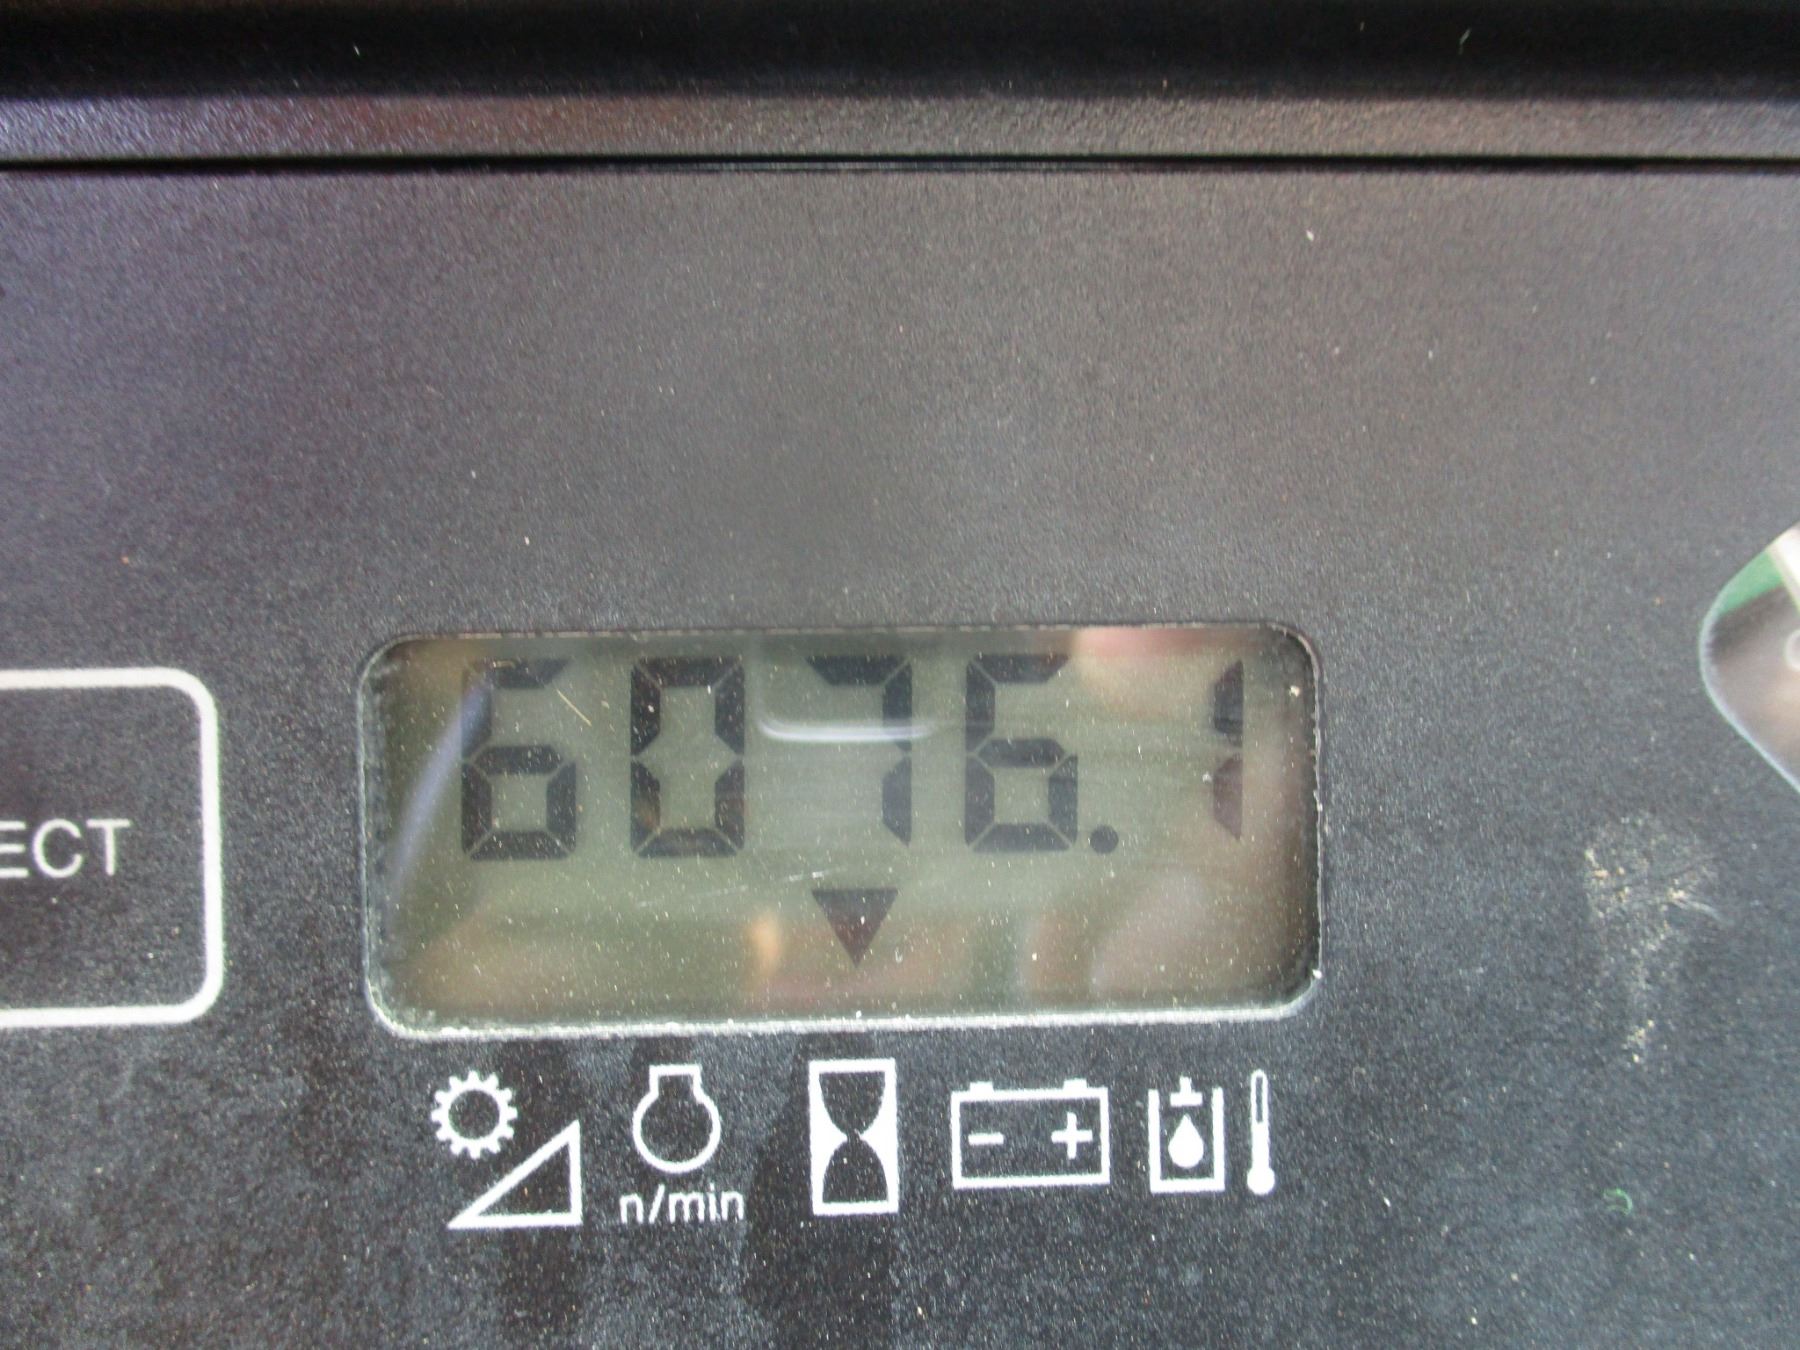 6076.1
ECT
n/min
- +